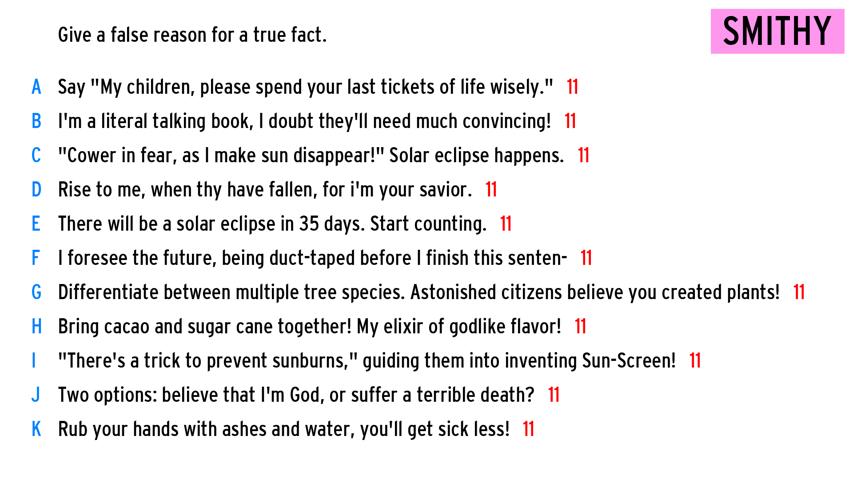 Give a false reason for a true fact.
SMITHY
A Say "My children, please spend your last tickets of life wisely." 11
B I'm a literal talking book, I doubt they'll need much convincing! 11
C "Cower in fear, as I make sun disappear!" Solar eclipse happens. 11
D Rise to me, when thy have fallen, for i'm your savior. 11
E There will be a solar eclipse in 35 days. Start counting. 11
F I foresee the future, being duct-taped before I finish this senten- 11
G Differentiate between multiple tree species. Astonished citizens believe you created plants! 11
H Bring cacao and sugar cane together! My elixir of godlike flavor! 11
I "There's a trick to prevent sunburns," guiding them into inventing Sun-Screen! 11
J Two options: believe that I'm God, or suffer a terrible death? 11
K Rub your hands with ashes and water, you'll get sick less! 11